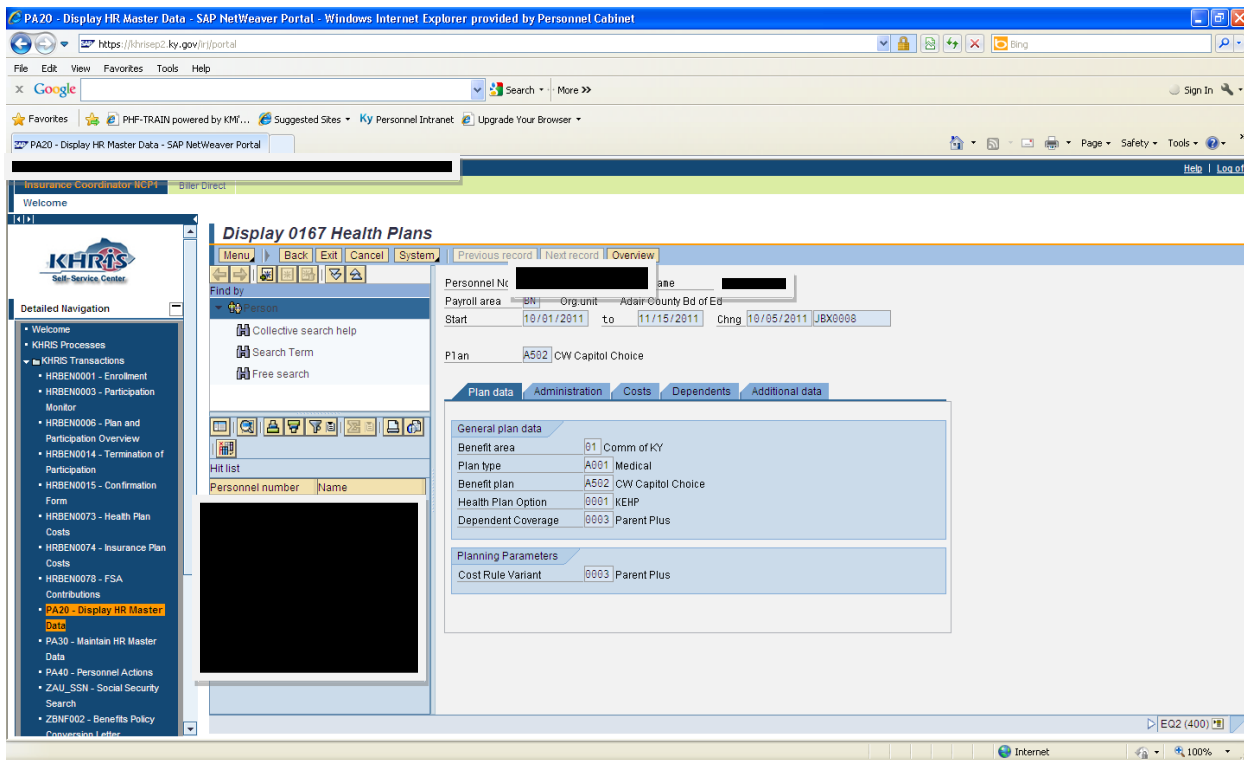 PA20 - Display HR Master Data - SAP NetWeaver Portal - Windows Internet Explorer provided by Personnel Cabinet
https://khrisep2.ky.gov/irj/portal
Bing
File Edit View Favorites Tools Help
x Google Search More >> Sign In
Favorites PHF-TRAIN powered by KMI'... Suggested Sites Ky Personnel Intranet Upgrade Your Browser
PA20 - Display HR Master Data - SAP NetWeaver Portal Page Safety Tools
Help | Log of
Insurance Coordinator NCP1 Biller Direct
Welcome
KHRIS
Self-Service Center
Detailed Navigation
Welcome
KHRIS Processes
KHRIS Transactions
HRBEN0001 - Enrollment
HRBEN0003 - Participation
Monitor
HRBEN0006 - Plan and
Participation Overview
HRBEN0014 - Termination of
Participation
HRBEN0015 - Confirmation
Form
HRBEN0073 - Health Plan
Costs
HRBEN0074 - Insurance Plan
Costs
HRBEN0078 - FSA
Contributions
PA20 - Display HR Master
Data
PA30 - Maintain HR Master
Data
PA40 - Personnel Actions
ZAU_SSN - Social Security
Search
ZBNF002 - Benefits Policy
Conversion Letter
Display 0167 Health Plans
Menu Back Exit Cancel System Previous record Next record Overview
Find by
Person
Collective search help
Search Term
Free search
Hit list
Personnel number Name
Personnel No ame
Payroll area BN Org.unit Adair County Bd of Ed
Start 10/01/2011 to 11/15/2011 Chng 10/05/2011 JBX0008
Plan A502 CW Capitol Choice
Plan data Administration Costs Dependents Additional data
General plan data
Benefit area 01 Comm of KY
Plan type A001 Medical
Benefit plan A502 CW Capitol Choice
Health Plan Option 0001 KEHP
Dependent Coverage 0003 Parent Plus
Planning Parameters
Cost Rule Variant 0003 Parent Plus
EQ2 (400)
Internet 100%